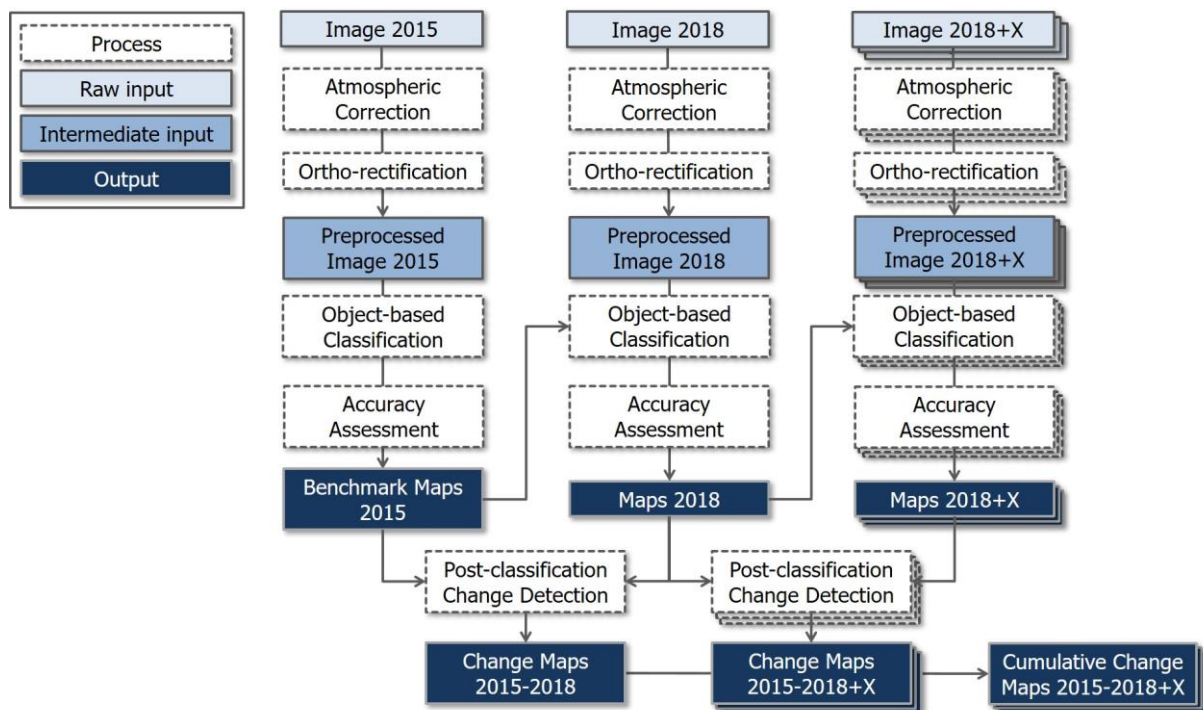 Process
Raw input
Intermediate input
Output
Image 2015
Image 2018
Image 2018+X
Atmospheric
Correction
Atmospheric
Correction
Atmospheric
Correction
Ortho-rectification
Ortho-rectification
Ortho-rectification
Preprocessed
Image 2015
Preprocessed
Image 2018
Preprocessed
Image 2018+X
Object-based
Classification
Object-based
Classification
Object-based
Classification
Accuracy
Assessment
Accuracy
Assessment
Accuracy
Assessment
Benchmark Maps
2015
Maps 2018
Maps 2018+X
Post-classification
Change Detection
Post-classification
Change Detection
Change Maps
2015-2018
Change Maps
2015-2018+X
Cumulative Change
Maps 2015-2018+X